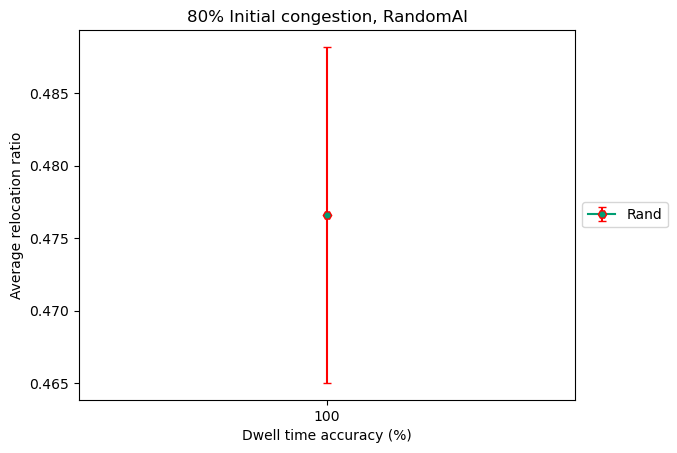 80% Initial congestion, RandomAI
Average relocation ratio
0.485
0.480
0.475
0.470
0.465
100
Dwell time accuracy (%)
Rand